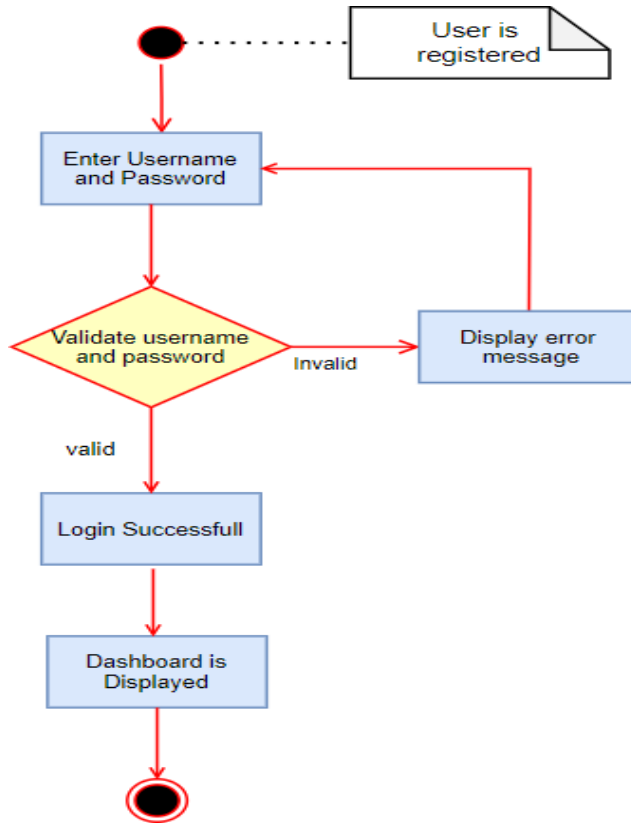 User is
registered
Enter Username
and Password
Validate username
and password
Invalid
Display error
message
valid
Login Successfull
Dashboard is
Displayed